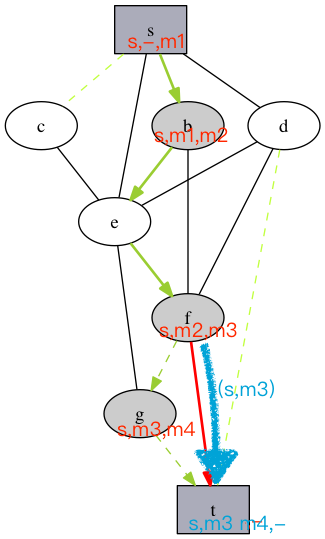 s
s,-,m1
c
b
d
s,m1,m2
e
f
s,m2,m3
(s,m3)
g
s,m3,m4
t
s,m3 m4,-